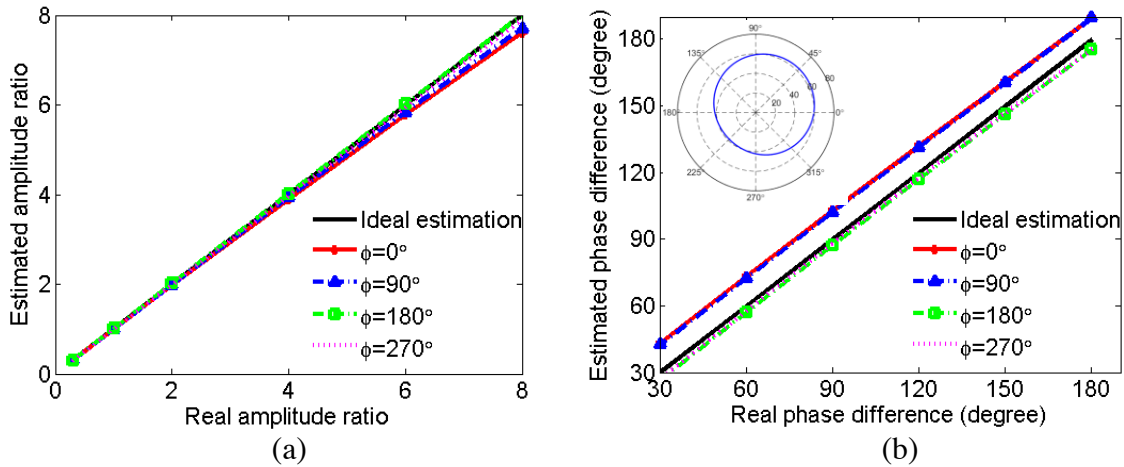 8
6
4
2
0
0
2
4
6
8
Estimated amplitude ratio
Real amplitude ratio
Ideal estimation
ϕ=0°
ϕ=90°
ϕ=180°
ϕ=270°
(a)
180
150
120
90
60
30
30
60
90
120
150
180
Estimated phase difference (degree)
Real phase difference (degree)
90°
45°
0°
315°
270°
225°
180°
135°
20
40
60
80
Ideal estimation
ϕ=0°
ϕ=90°
ϕ=180°
ϕ=270°
(b)